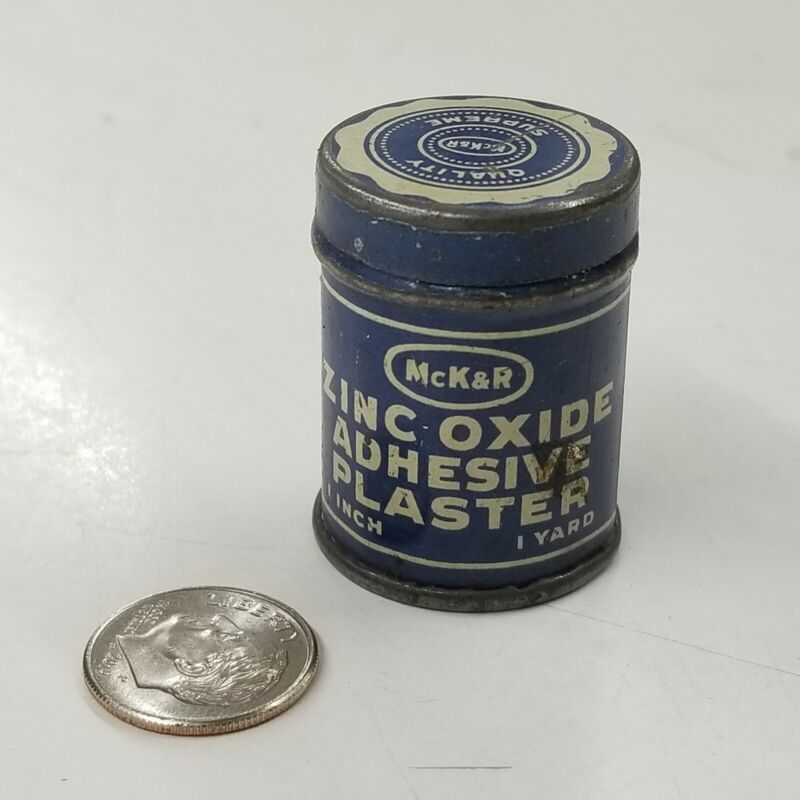 QUALITY
McK&R
SUPREME
McK&R
ZINC OXIDE
ADHESIVE
PLASTER
1 INCH
1 YARD
LIBERTY